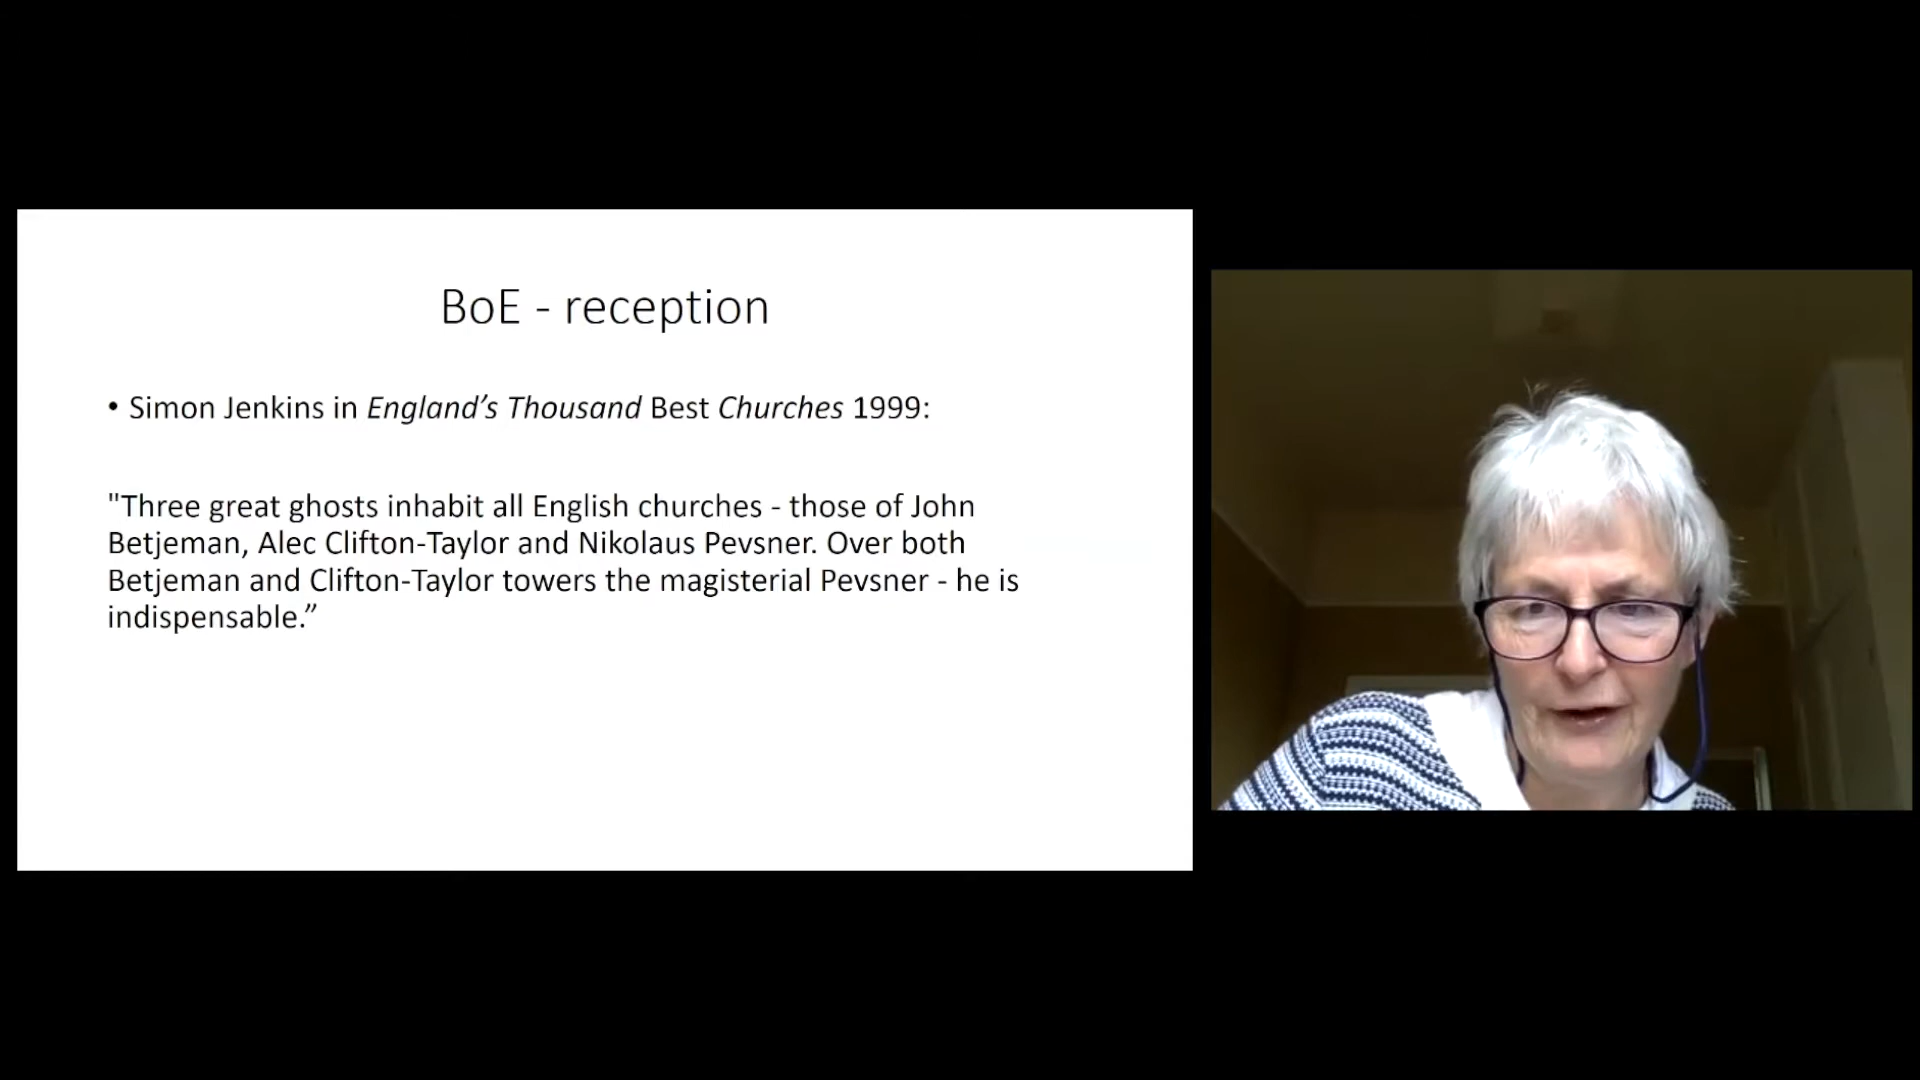 BoE - reception
• Simon Jenkins in England’s Thousand Best Churches 1999:
"Three great ghosts inhabit all English churches - those of John
Betjeman, Alec Clifton-Taylor and Nikolaus Pevsner. Over both
Betjeman and Clifton-Taylor towers the magisterial Pevsner - he is
indispensable.”